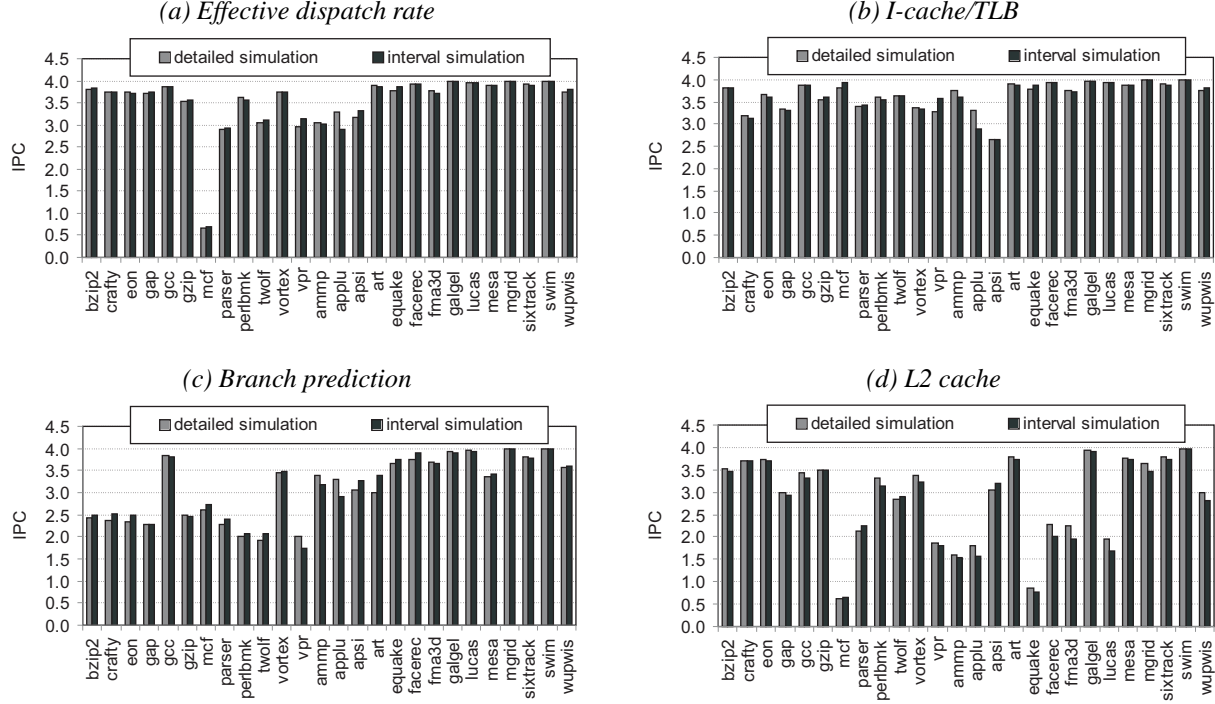 (a) Effective dispatch rate
detailed simulation interval simulation
4.5
4.0
3.5
3.0
2.5
2.0
1.5
1.0
0.5
0.0
IPC
bzip2 crafty eon gap gcc gzip mcf parser perlbmk twolf vortex vpr ammp applu apsi art equake facerec fma3d galgel lucas mesa mgrid sixtrack swim wupwis
(b) I-cache/TLB
detailed simulation interval simulation
4.5
4.0
3.5
3.0
2.5
2.0
1.5
1.0
0.5
0.0
IPC
bzip2 crafty eon gap gcc gzip mcf parser perlbmk twolf vortex vpr ammp applu apsi art equake facerec fma3d galgel lucas mesa mgrid sixtrack swim wupwis
(c) Branch prediction
detailed simulation interval simulation
4.5
4.0
3.5
3.0
2.5
2.0
1.5
1.0
0.5
0.0
IPC
bzip2 crafty eon gap gcc gzip mcf parser perlbmk twolf vortex vpr ammp applu apsi art equake facerec fma3d galgel lucas mesa mgrid sixtrack swim wupwis
(d) L2 cache
detailed simulation interval simulation
4.5
4.0
3.5
3.0
2.5
2.0
1.5
1.0
0.5
0.0
IPC
bzip2 crafty eon gap gcc gzip mcf parser perlbmk twolf vortex vpr ammp applu apsi art equake facerec fma3d galgel lucas mesa mgrid sixtrack swim wupwis